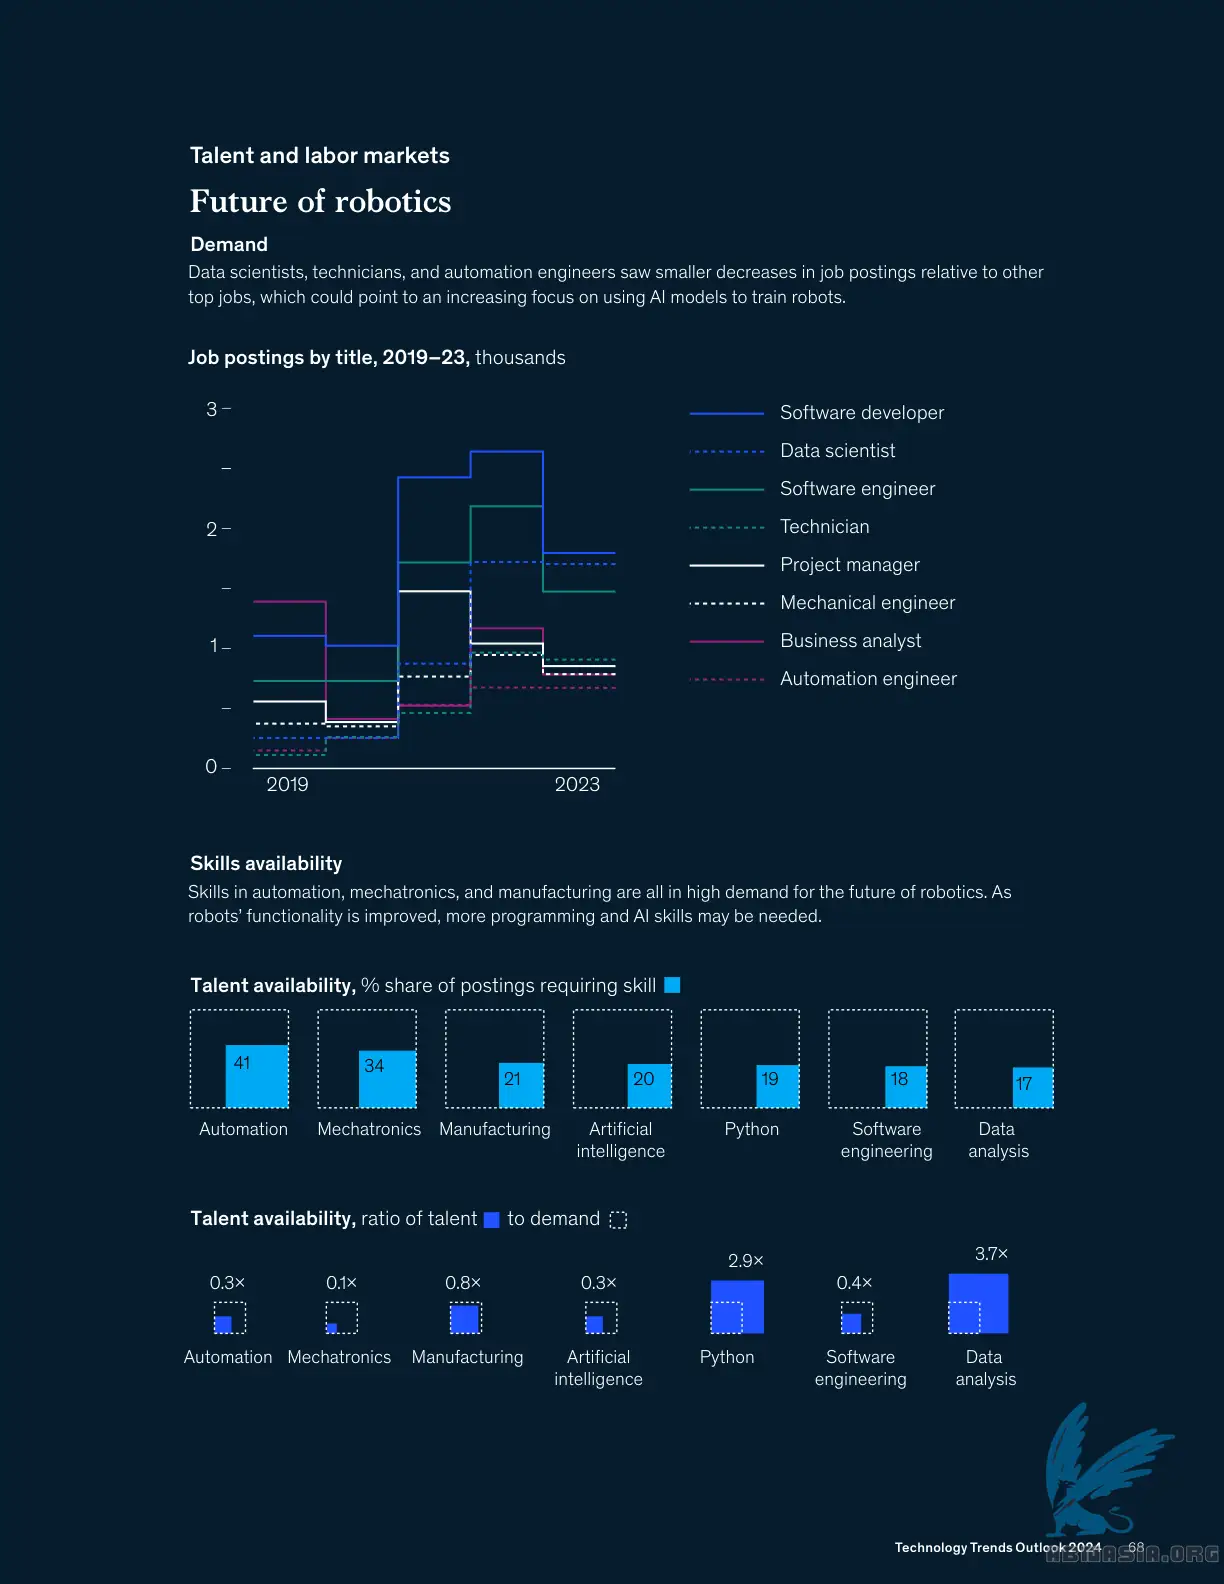 Talent and labor markets
Future of robotics
Demand
Data scientists, technicians, and automation engineers saw smaller decreases in job postings relative to other
top jobs, which could point to an increasing focus on using AI models to train robots.
Job postings by title, 2019–23, thousands
3
2
1
0
2019
2023
Software developer
Data scientist
Software engineer
Technician
Project manager
Mechanical engineer
Business analyst
Automation engineer
Skills availability
Skills in automation, mechatronics, and manufacturing are all in high demand for the future of robotics. As
robots’ functionality is improved, more programming and AI skills may be needed.
Talent availability, % share of postings requiring skill
41
34
21
20
19
18
17
Automation
Mechatronics
Manufacturing
Artificial
intelligence
Python
Software
engineering
Data
analysis
Talent availability, ratio of talent to demand
0.3×
0.1×
0.8×
0.3×
2.9×
0.4×
3.7×
Automation
Mechatronics
Manufacturing
Artificial
intelligence
Python
Software
engineering
Data
analysis
Technology Trends Outlook 2024
68
ABIJASIA.ORG